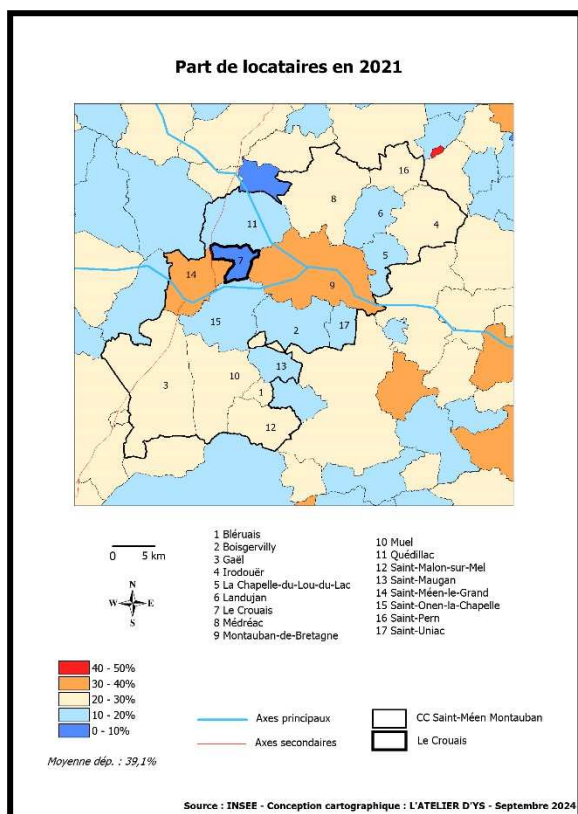 Part de locataires en 2021
16
8
6
4
11
5
7
14
9
15
2
17
13
3
10
1
12
0 5 km
N
W E
S
1 Bléruais
2 Boisgervilly
3 Gaël
4 Irodouër
5 La Chapelle-du-Lou-du-Lac
6 Landujan
7 Le Crouais
8 Médréac
9 Montauban-de-Bretagne
10 Muel
11 Quédillac
12 Saint-Malon-sur-Mel
13 Saint-Maugan
14 Saint-Méen-le-Grand
15 Saint-Onen-la-Chapelle
16 Saint-Pern
17 Saint-Uniac
40 - 50%
30 - 40%
20 - 30%
10 - 20%
0 - 10%
Moyenne dép. : 39,1%
Axes principaux
Axes secondaires
CC Saint-Méen Montauban
Le Crouais
Source : INSEE - Conception cartographique : L'ATELIER D'YS - Septembre 2024